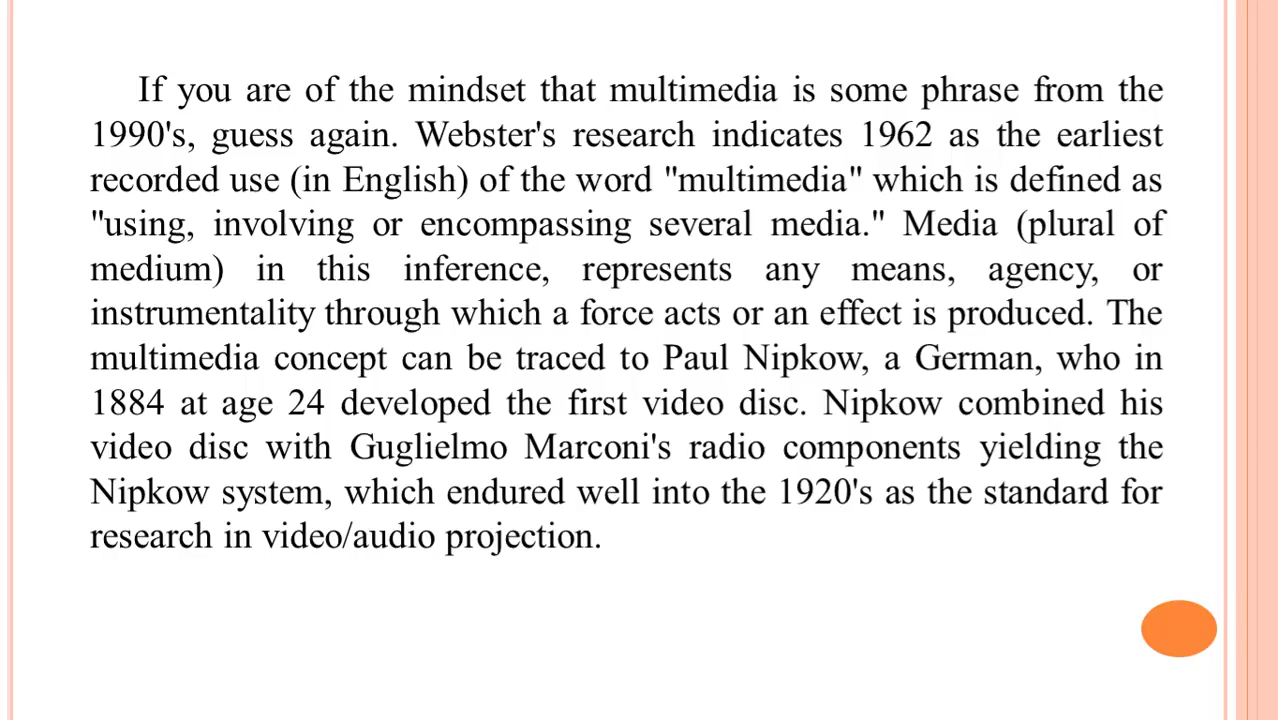 If you are of the mindset that multimedia is some phrase from the
1990's, guess again. Webster's research indicates 1962 as the earliest
recorded use (in English) of the word "multimedia" which is defined as
"using, involving or encompassing several media." Media (plural of
medium) in this inference, represents any means, agency, or
instrumentality through which a force acts or an effect is produced. The
multimedia concept can be traced to Paul Nipkow, a German, who in
1884 at age 24 developed the first video disc. Nipkow combined his
video disc with Guglielmo Marconi's radio components yielding the
Nipkow system, which endured well into the 1920's as the standard for
research in video/audio projection.